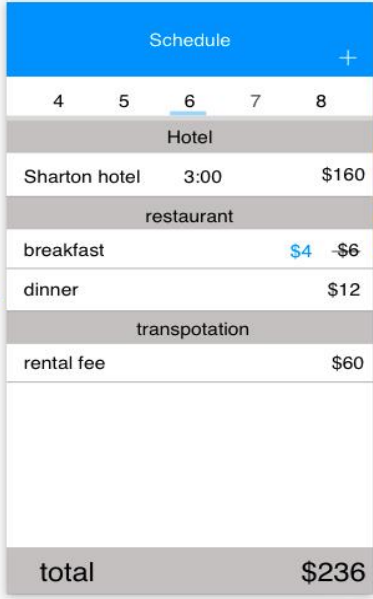 Schedule
+
4 5 6 7 8
Hotel
Sharton hotel 3:00 $160
restaurant
breakfast $4 $6
dinner $12
transpotation
rental fee $60
total $236